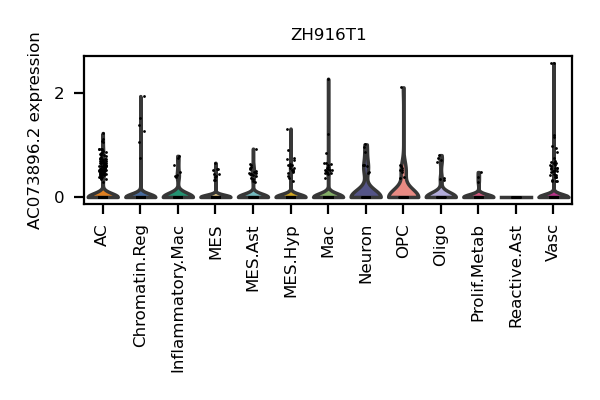 ZH916T1
AC073896.2 expression
2
0
AC
Chromatin.Reg
Inflammatory.Mac
MES
MES.Ast
MES.Hyp
Mac
Neuron
OPC
Oligo
Prolif.Metab
Reactive.Ast
Vasc